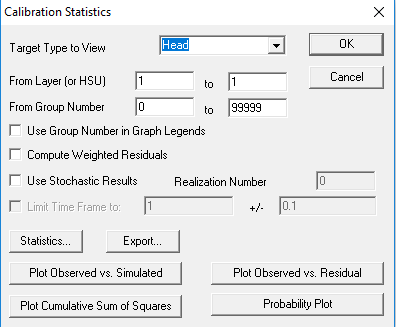 Calibration Statistics
Target Type to View Head OK
From Layer (or HSU) 1 to 1 Cancel
From Group Number 0 to 99999
Use Group Number in Graph Legends
Compute Weighted Residuals
Use Stochastic Results Realization Number 0
Limit Time Frame to: 1 +/- 0.1
Statistics... Export...
Plot Observed vs. Simulated Plot Observed vs. Residual
Plot Cumulative Sum of Squares Probability Plot